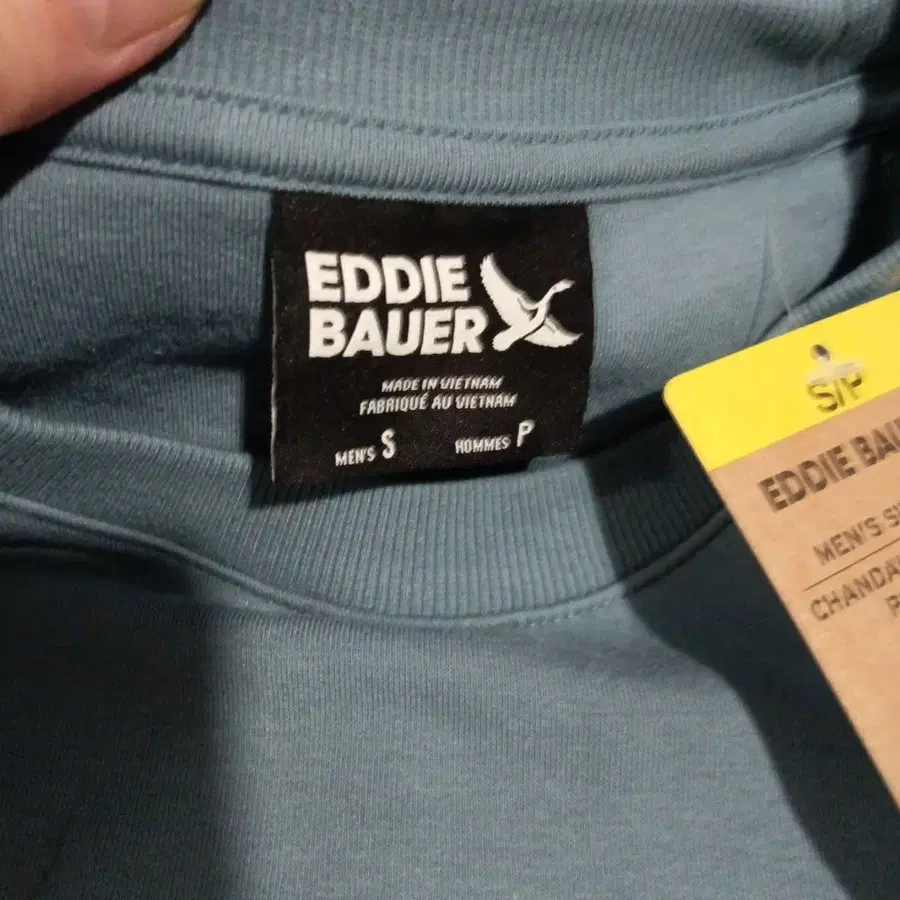 EDDIE
BAUER
MADE IN VIETNAM
FABRIQUÉ AU VIETNAM
MEN'S S HOMMES P
S/P
EDDIE BAU
MEN'S S
CHANDA
P